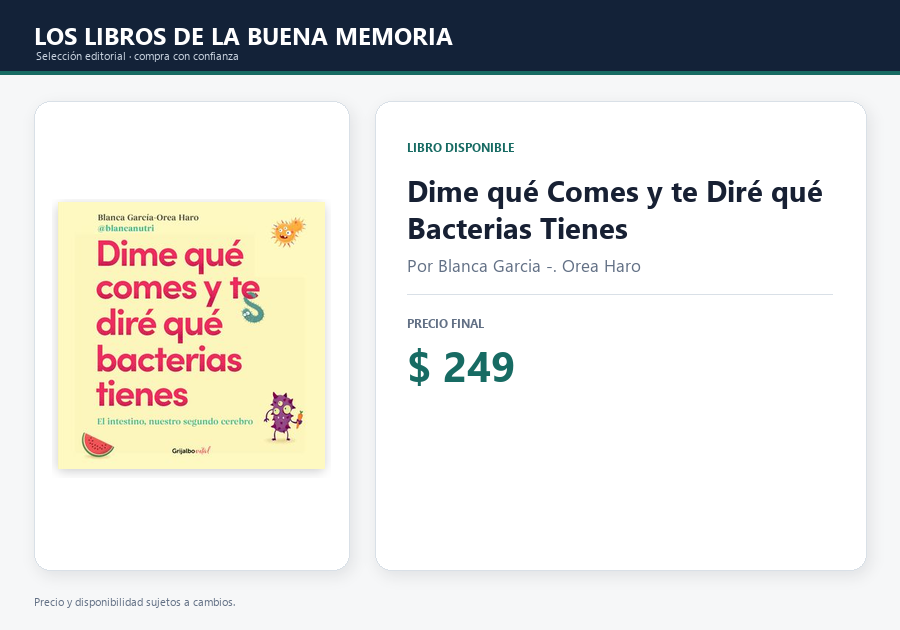 LOS LIBROS DE LA BUENA MEMORIA
Selección editorial · compra con confianza
Blanca García-Orea Haro
@blancanutri
Dime qué
comes y te
diré qué
bacterias
tienes
El intestino, nuestro segundo cerebro
Grijalbo vital
LIBRO DISPONIBLE
Dime qué Comes y te Diré qué
Bacterias Tienes
Por Blanca Garcia -. Orea Haro
PRECIO FINAL
$ 249
Precio y disponibilidad sujetos a cambios.